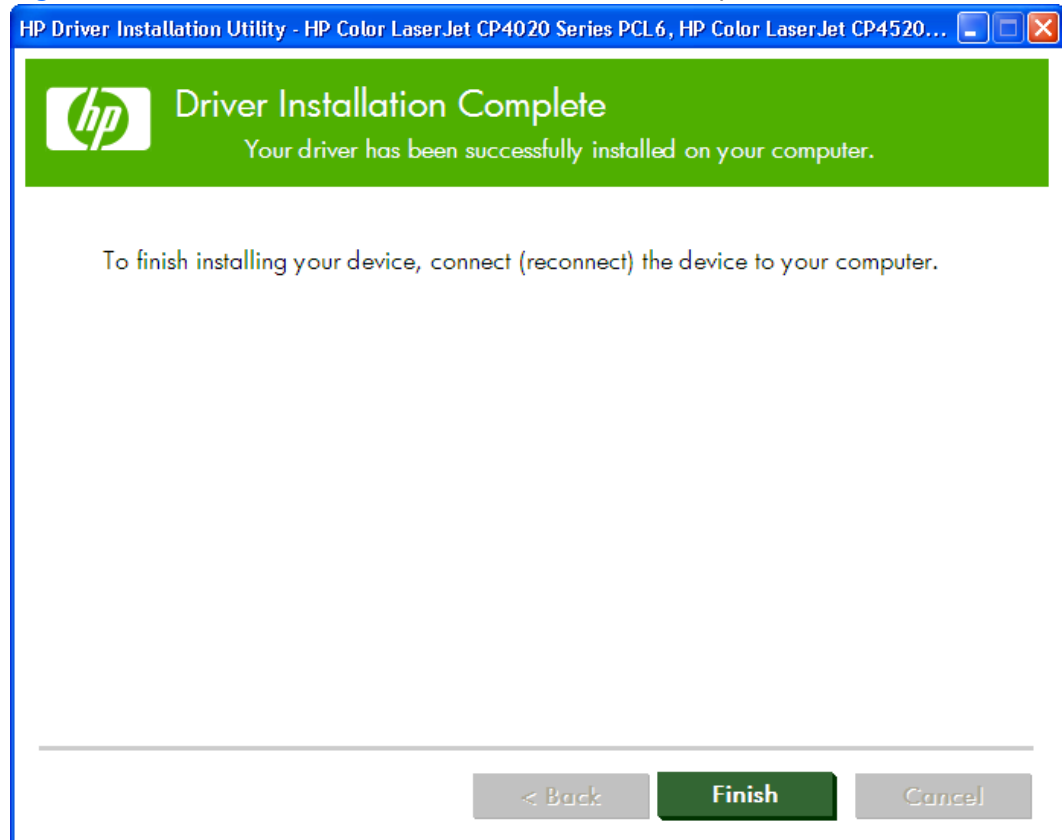 HP Driver Installation Utility - HP Color LaserJet CP4020 Series PCL6, HP Color LaserJet CP4520...
hp
Driver Installation Complete
Your driver has been successfully installed on your computer.
To finish installing your device, connect (reconnect) the device to your computer.
< Back Finish Cancel